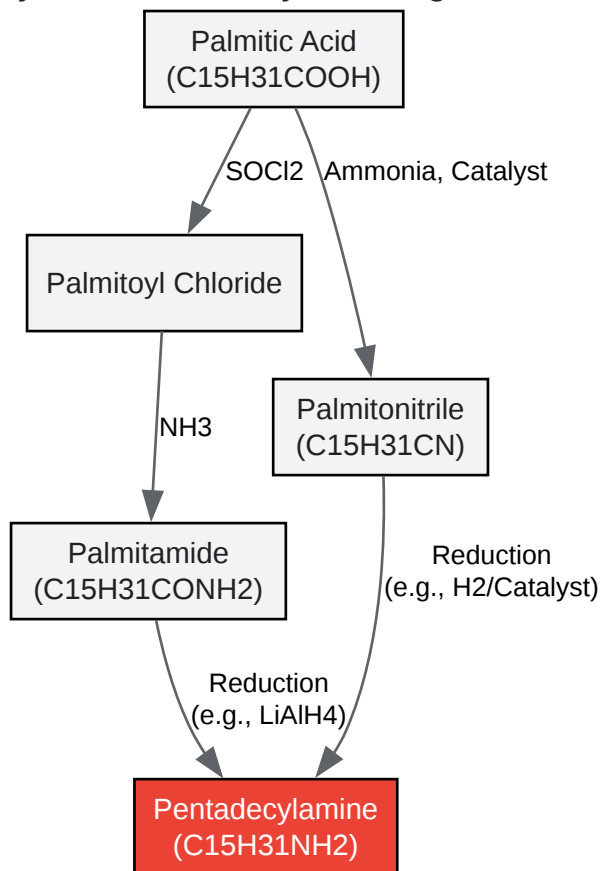 Palmitic Acid
(C15H31COOH)
SOCl2
Ammonia, Catalyst
Palmitoyl Chloride
Palmitonitrile
(C15H31CN)
NH3
Palmitamide
(C15H31CONH2)
Reduction
(e.g., H2/Catalyst)
Reduction
(e.g., LiAlH4)
Pentadecylamine
(C15H31NH2)